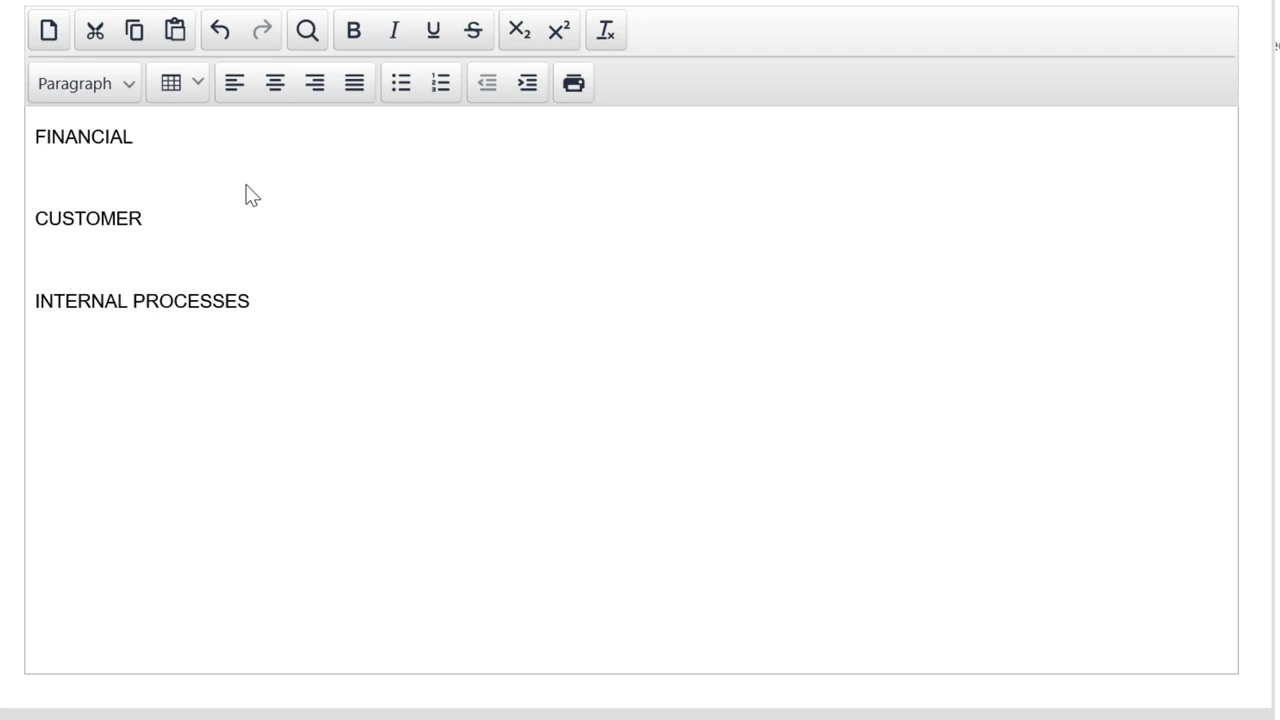 Paragraph
FINANCIAL
CUSTOMER
INTERNAL PROCESSES